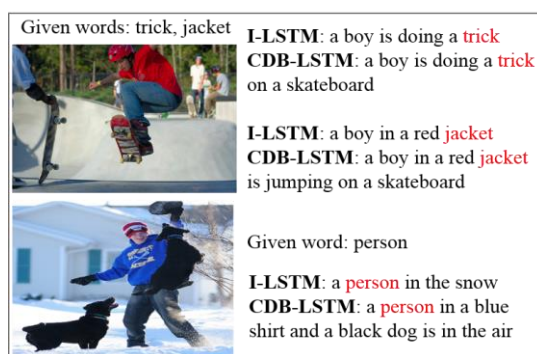 Given words: trick, jacket
I-LSTM: a boy is doing a trick
CDB-LSTM: a boy is doing a trick
on a skateboard
I-LSTM: a boy in a red jacket
CDB-LSTM: a boy in a red jacket
is jumping on a skateboard
Given word: person
I-LSTM: a person in the snow
CDB-LSTM: a person in a blue
shirt and a black dog is in the air